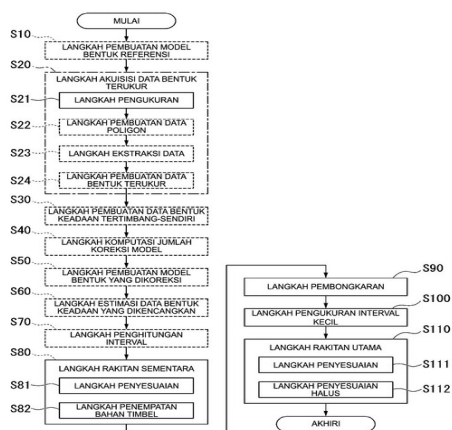 MULAI
S10
LANGKAH PEMBUATAN MODEL
BENTUK REFERENSI
S20
LANGKAH AKUISISI DATA BENTUK
TERUKUR
S21
LANGKAH PENGUKURAN
S22
LANGKAH PEMBUATAN DATA
POLIGON
S23
LANGKAH EKSTRAKSI DATA
S24
LANGKAH PEMBUATAN DATA
BENTUK TERUKUR
S30
LANGKAH PEMBUATAN DATA BENTUK
KEADAAN TERTIMBANG-SENDIRI
S40
LANGKAH KOMPUTASI JUMLAH
KOREKSI MODEL
S50
LANGKAH PEMBUATAN MODEL
BENTUK YANG DIKOREKSI
S60
LANGKAH ESTIMASI DATA BENTUK
KEADAAN YANG DIKENCANGKAN
S70
LANGKAH PENGHITUNGAN
INTERVAL
S80
LANGKAH RAKITAN SEMENTARA
S81
LANGKAH PENYESUAIAN
S82
LANGKAH PENEMPATAN
BAHAN TIMBEL
S90
LANGKAH PEMBONGKARAN
S100
LANGKAH PENGUKURAN INTERVAL
KECIL
S110
LANGKAH RAKITAN UTAMA
S111
LANGKAH PENYESUAIAN
S112
LANGKAH PENYESUAIAN
HALUS
AKHIRI